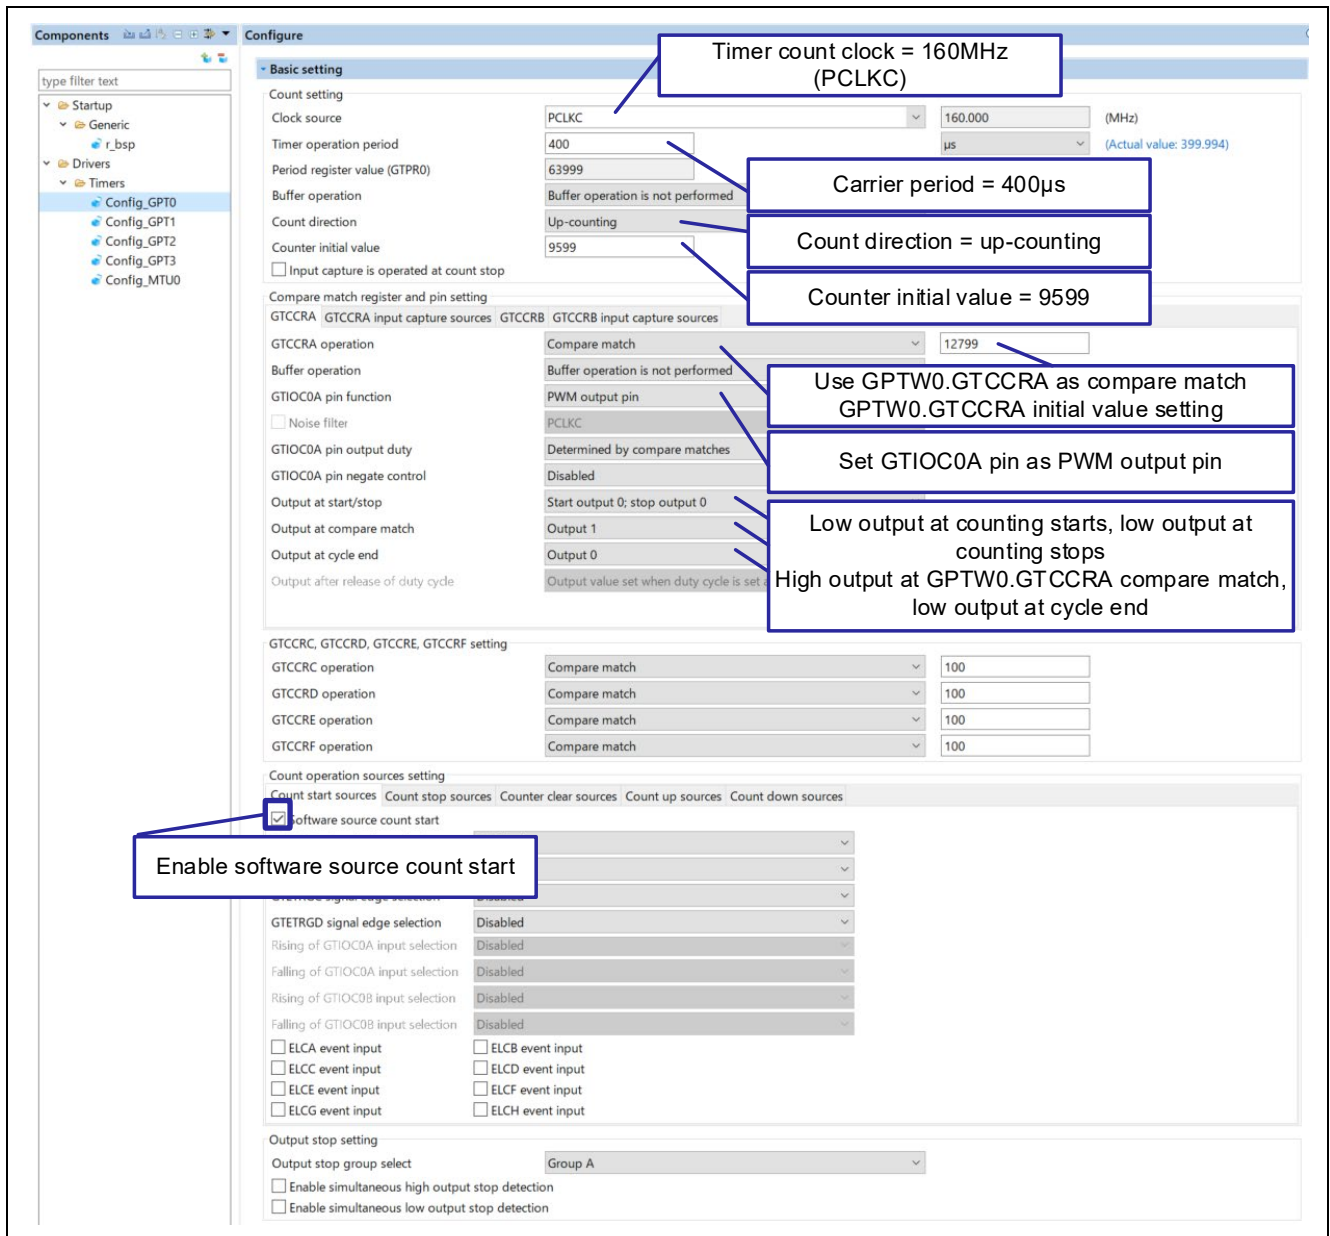 Components
Configure
type filter text
Startup
Generic
r_bsp
Drivers
Timers
Config_GPT0
Config_GPT1
Config_GPT2
Config_GPT3
Config_MTU0
Timer count clock = 160MHz
(PCLKC)
Basic setting
Count setting
Clock source PCLKC 160.000 (MHz)
Timer operation period 400 µs (Actual value: 399.994)
Period register value (GTPR0) 63999
Carrier period = 400µs
Buffer operation Buffer operation is not performed
Count direction Up-counting
Count direction = up-counting
Counter initial value 9599
Input capture is operated at count stop
Counter initial value = 9599
Compare match register and pin setting
GTCCRA GTCCRA input capture sources GTCCRB GTCCRB input capture sources
GTCCRA operation Compare match 12799
Buffer operation Buffer operation is not performed
Use GPTW0.GTCCRA as compare match
GPTW0.GTCCRA initial value setting
GTIOC0A pin function PWM output pin
Noise filter PCLKC
GTIOC0A pin output duty Determined by compare matches
Set GTIOC0A pin as PWM output pin
GTIOC0A pin negate control Disabled
Output at start/stop Start output 0; stop output 0
Output at compare match Output 1
Output at cycle end Output 0
Output after release of duty cycle Output value set when duty cycle is set
Low output at counting starts, low output at
counting stops
High output at GPTW0.GTCCRA compare match,
low output at cycle end
GTCCRC, GTCCRD, GTCCRE, GTCCRF setting
GTCCRC operation Compare match 100
GTCCRD operation Compare match 100
GTCCRE operation Compare match 100
GTCCRF operation Compare match 100
Count operation sources setting
Count start sources Count stop sources Counter clear sources Count up sources Count down sources
Software source count start
Enable software source count start
GTETRGD signal edge selection Disabled
Rising of GTIOC0A input selection Disabled
Falling of GTIOC0A input selection Disabled
Rising of GTIOC0B input selection Disabled
Falling of GTIOC0B input selection Disabled
ELCA event input ELCB event input
ELCC event input ELCD event input
ELCE event input ELCF event input
ELCG event input ELCH event input
Output stop setting
Output stop group select Group A
Enable simultaneous high output stop detection
Enable simultaneous low output stop detection